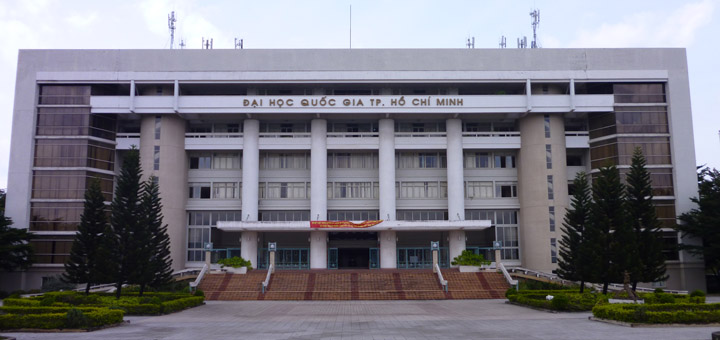 ĐẠI HỌC QUỐC GIA TP. HỒ CHÍ MINH